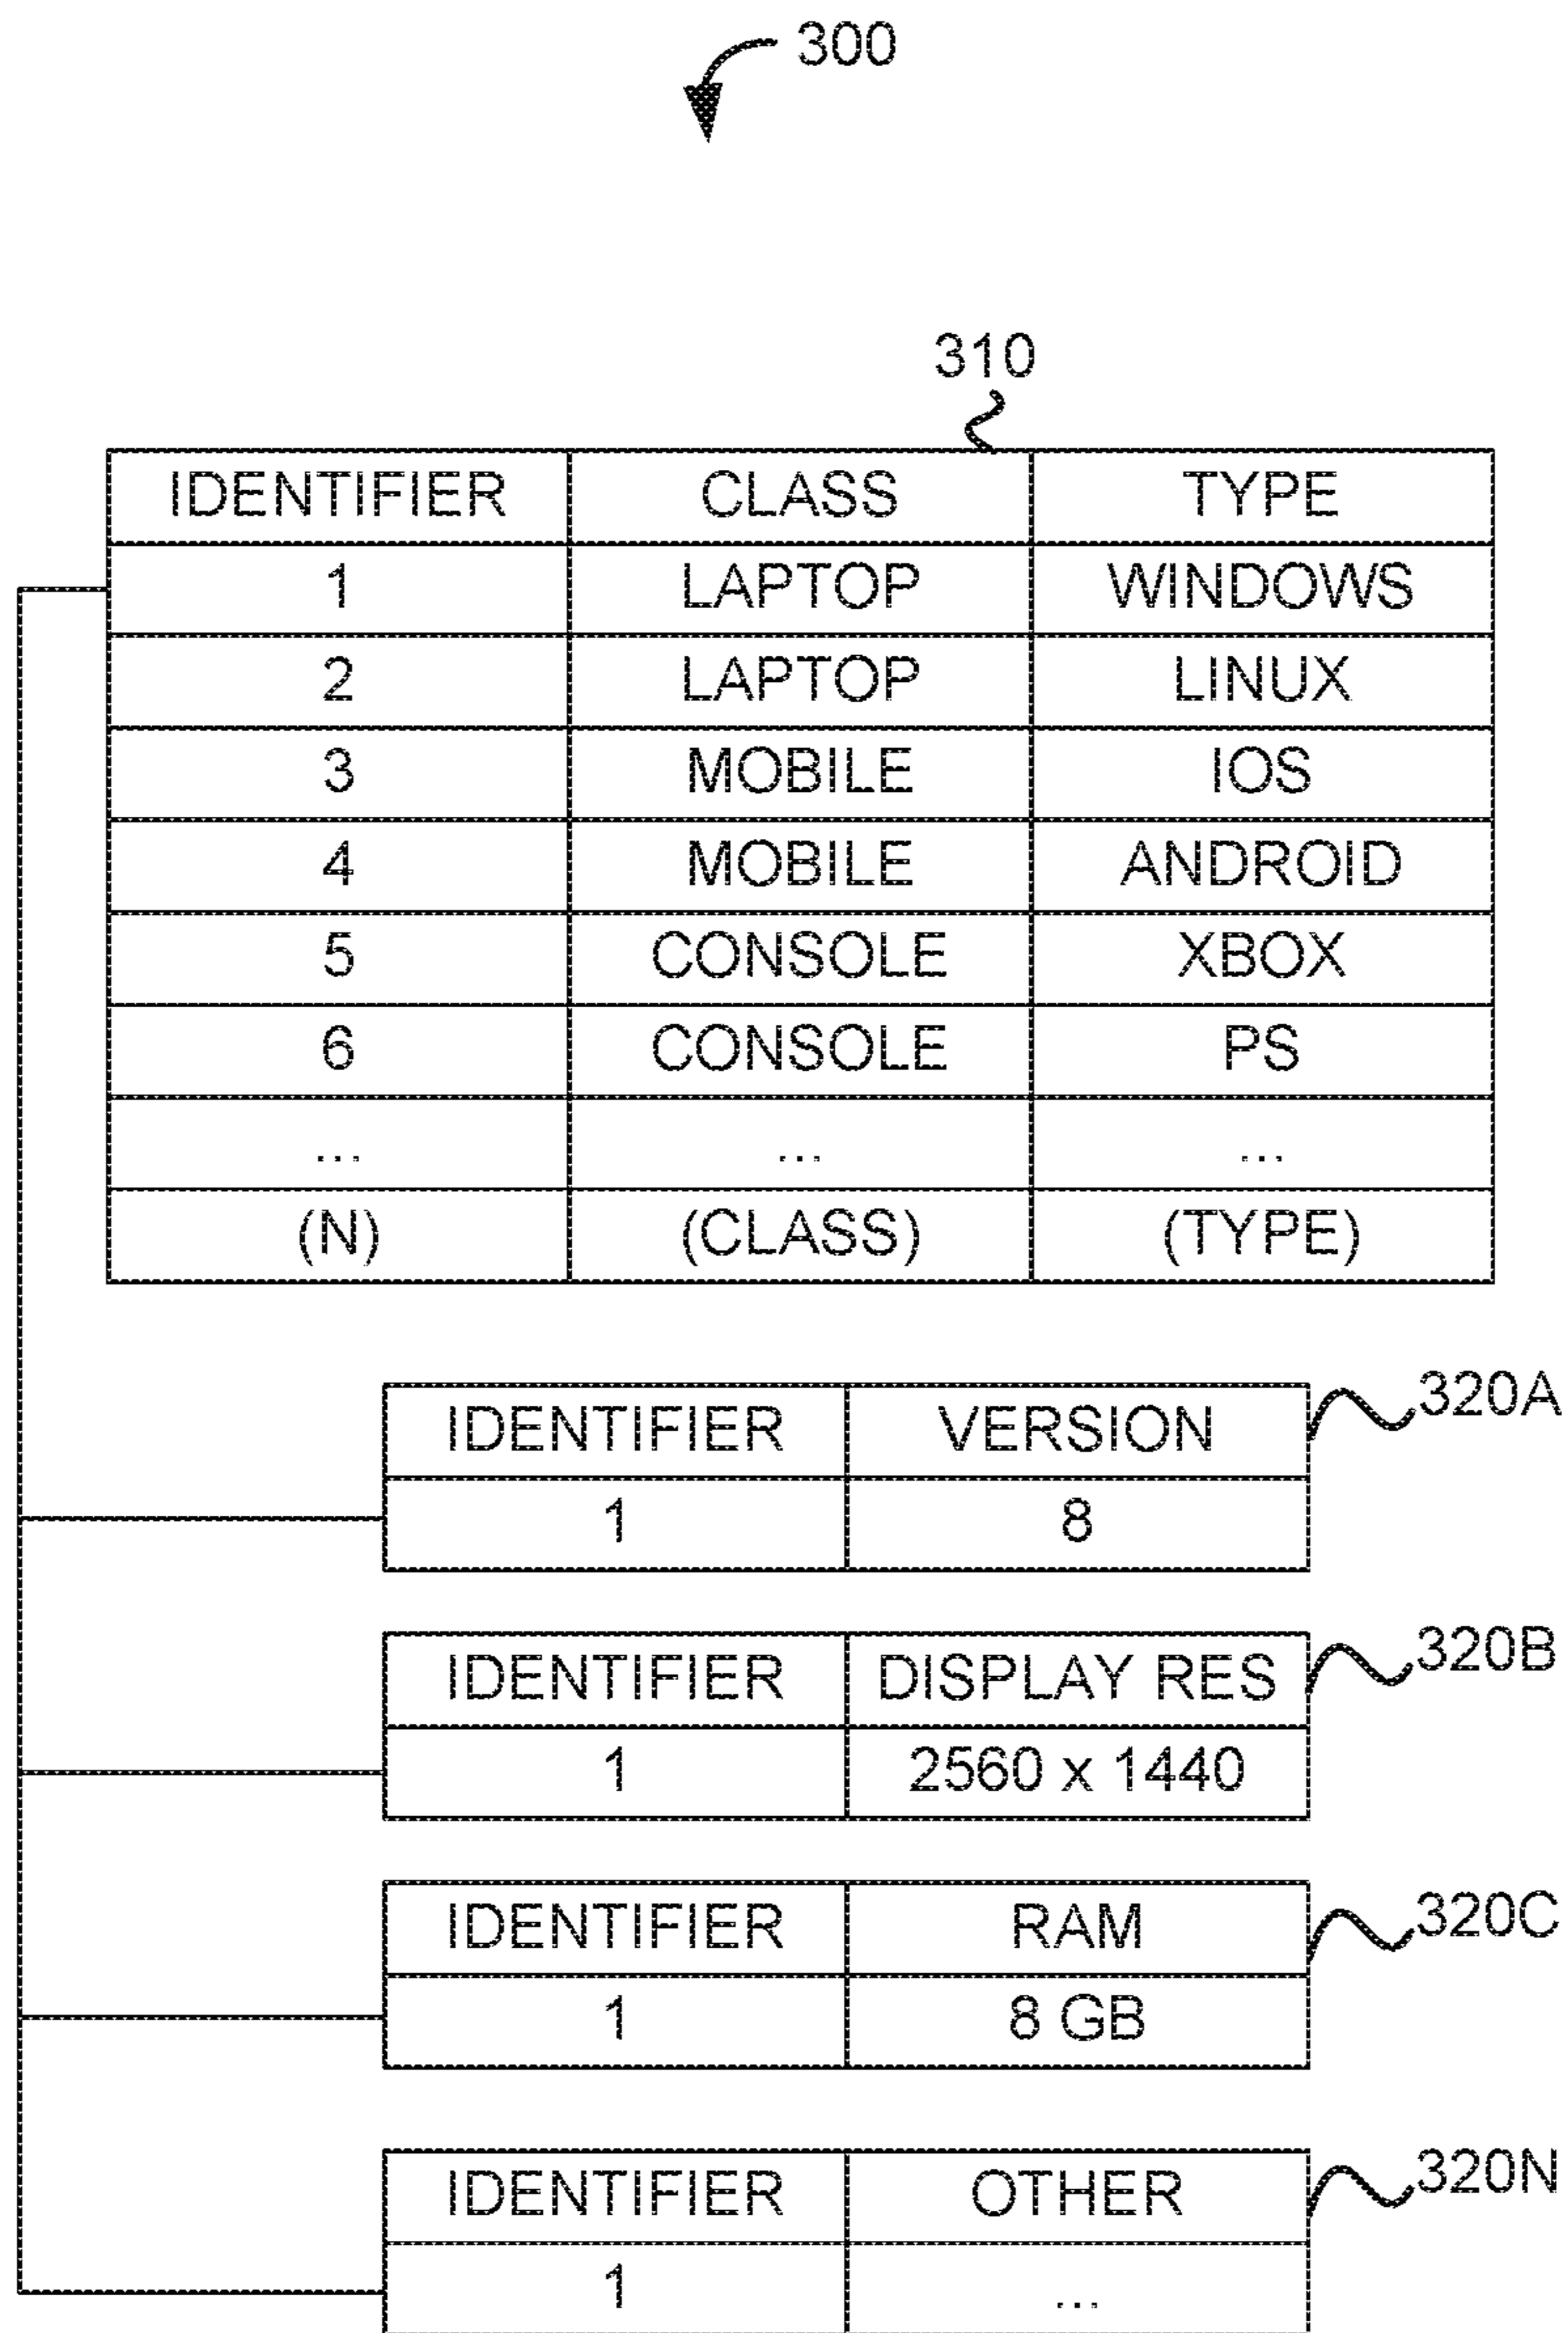 300
310
IDENTIFIER CLASS TYPE
1 LAPTOP WINDOWS
2 LAPTOP LINUX
3 MOBILE IOS
4 MOBILE ANDROID
5 CONSOLE XBOX
6 CONSOLE PS
... ... ...
(N) (CLASS) (TYPE)
320A
IDENTIFIER VERSION
1 8
320B
IDENTIFIER DISPLAY RES
1 2560 x 1440
320C
IDENTIFIER RAM
1 8 GB
320N
IDENTIFIER OTHER
1 ...